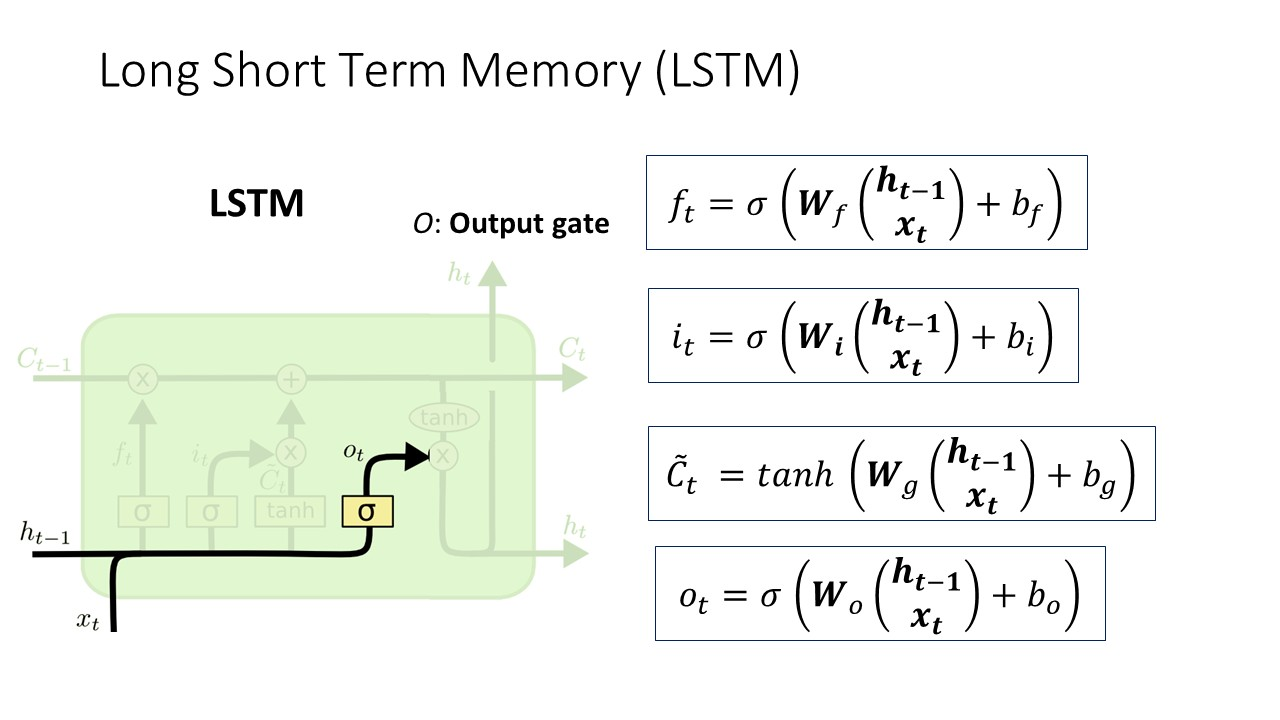 Long Short Term Memory (LSTM)
LSTM
O: Output gate
f_t = σ (W_f (h_{t-1} x_t) + b_f)
i_t = σ (W_i (h_{t-1} x_t) + b_i)
C̃_t = tanh (W_g (h_{t-1} x_t) + b_g)
o_t = σ (W_o (h_{t-1} x_t) + b_o)
h_t
C_{t-1}
C_t
x
+
tanh
f_t
i_t
C̃_t
x
o_t
x
σ
σ
tanh
σ
h_{t-1}
h_t
x_t